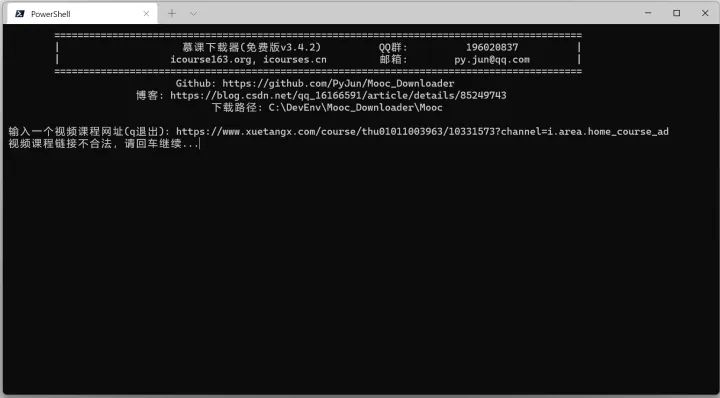 PowerShell
==========================================================================================
| 慕课下载器(免费版v3.4.2) QQ群: 196020837 |
| icourse163.org, icourses.cn 邮箱: py.jun@qq.com |
==========================================================================================
Github: https://github.com/PyJun/Mooc_Downloader
博客: https://blog.csdn.net/qq_16166591/article/details/85249743
下载路径: C:\DevEnv\Mooc_Downloader\Mooc
输入一个视频课程网址(q退出): https://www.xuetangx.com/course/thu01011003963/10331573?channel=i.area.home_course_ad
视频课程链接不合法, 请回车继续...